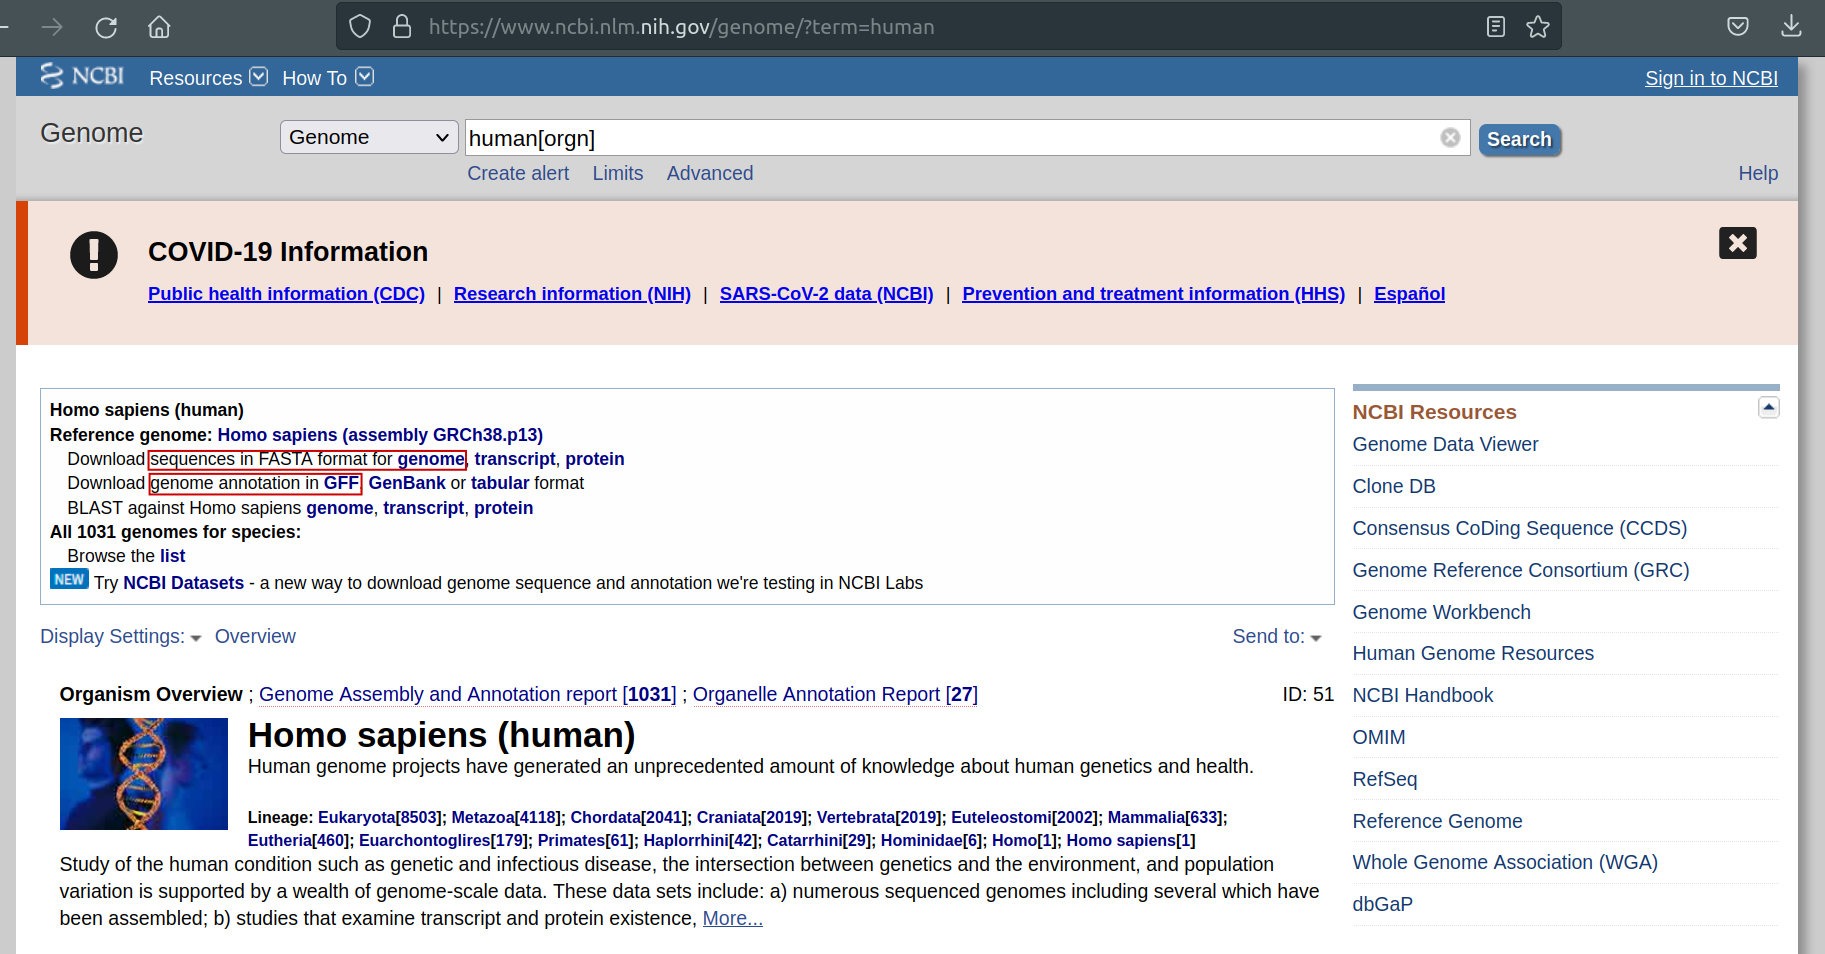 https://www.ncbi.nlm.nih.gov/genome/?term=human
NCBI Resources How To Sign in to NCBI
Genome Genome human[orgn] Search
Create alert Limits Advanced Help
COVID-19 Information
Public health information (CDC) | Research information (NIH) | SARS-CoV-2 data (NCBI) | Prevention and treatment information (HHS) | Español
Homo sapiens (human)
Reference genome: Homo sapiens (assembly GRCh38.p13)
Download sequences in FASTA format for genome, transcript, protein
Download genome annotation in GFF, GenBank or tabular format
BLAST against Homo sapiens genome, transcript, protein
All 1031 genomes for species:
Browse the list
NEW Try NCBI Datasets - a new way to download genome sequence and annotation we're testing in NCBI Labs
Display Settings: Overview Send to:
Organism Overview ; Genome Assembly and Annotation report [1031] ; Organelle Annotation Report [27] ID: 51
Homo sapiens (human)
Human genome projects have generated an unprecedented amount of knowledge about human genetics and health.
Lineage: Eukaryota[8503]; Metazoa[4118]; Chordata[2041]; Craniata[2019]; Vertebrata[2019]; Euteleostomi[2002]; Mammalia[633];
Eutheria[460]; Euarchontoglires[179]; Primates[61]; Haplorrhini[42]; Catarrhini[29]; Hominidae[6]; Homo[1]; Homo sapiens[1]
Study of the human condition such as genetic and infectious disease, the intersection between genetics and the environment, and population
variation is supported by a wealth of genome-scale data. These data sets include: a) numerous sequenced genomes including several which have
been assembled; b) studies that examine transcript and protein existence, More...
NCBI Resources
Genome Data Viewer
Clone DB
Consensus CoDing Sequence (CCDS)
Genome Reference Consortium (GRC)
Genome Workbench
Human Genome Resources
NCBI Handbook
OMIM
RefSeq
Reference Genome
Whole Genome Association (WGA)
dbGaP